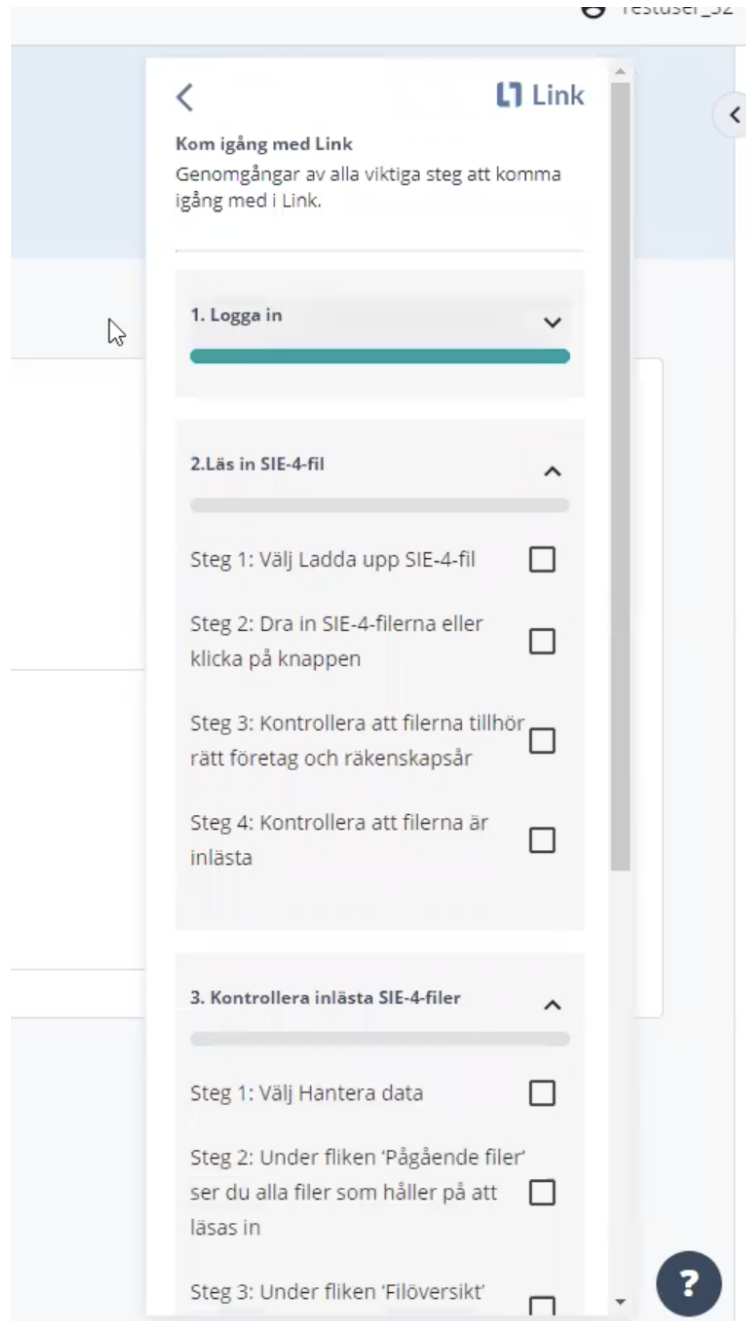 Testuser_52
Link
Kom igång med Link
Genomgångar av alla viktiga steg att komma
igång med i Link.
1. Logga in
2.Läs in SIE-4-fil
Steg 1: Välj Ladda upp SIE-4-fil
Steg 2: Dra in SIE-4-filerna eller
klicka på knappen
Steg 3: Kontrollera att filerna tillhör
rätt företag och räkenskapsår
Steg 4: Kontrollera att filerna är
inlästa
3. Kontrollera inlästa SIE-4-filer
Steg 1: Välj Hantera data
Steg 2: Under fliken ‘Pågående filer’
ser du alla filer som håller på att
läsas in
Steg 3: Under fliken ‘Filöversikt’
?